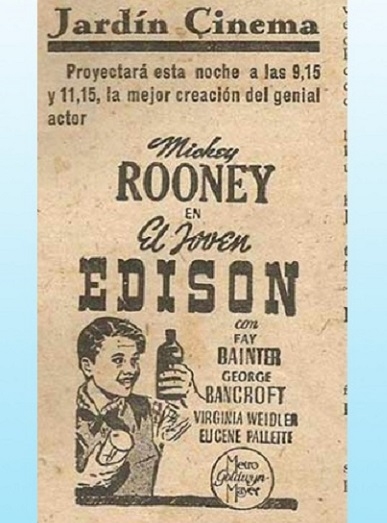 Jardín Cinema
Proyectará esta noche a las 9,15
y 11,15, la mejor creación del genial
actor
Mickey
ROONEY
EN
El Joven
EDISON
con
FAY
BAINTER
GEORGE
BANCROFT
VIRGINIA WEIDLER
EUGENE PALLETTE
Metro
Goldwyn
Mayer